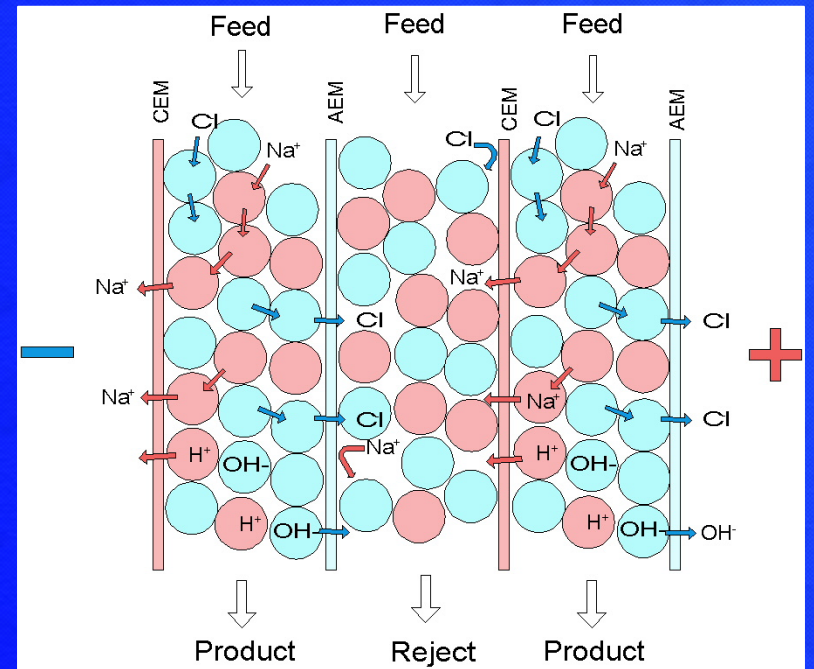 Feed Feed Feed
CEM AEM CEM AEM
Cl Cl Cl
Na⁺ Na⁺
Na⁺ Na⁺
Cl Cl
Na⁺ Na⁺
Cl Cl
Na⁺
H⁺ OH- H⁺ OH-
H⁺ OH- H⁺ OH- OH⁻
Product Reject Product